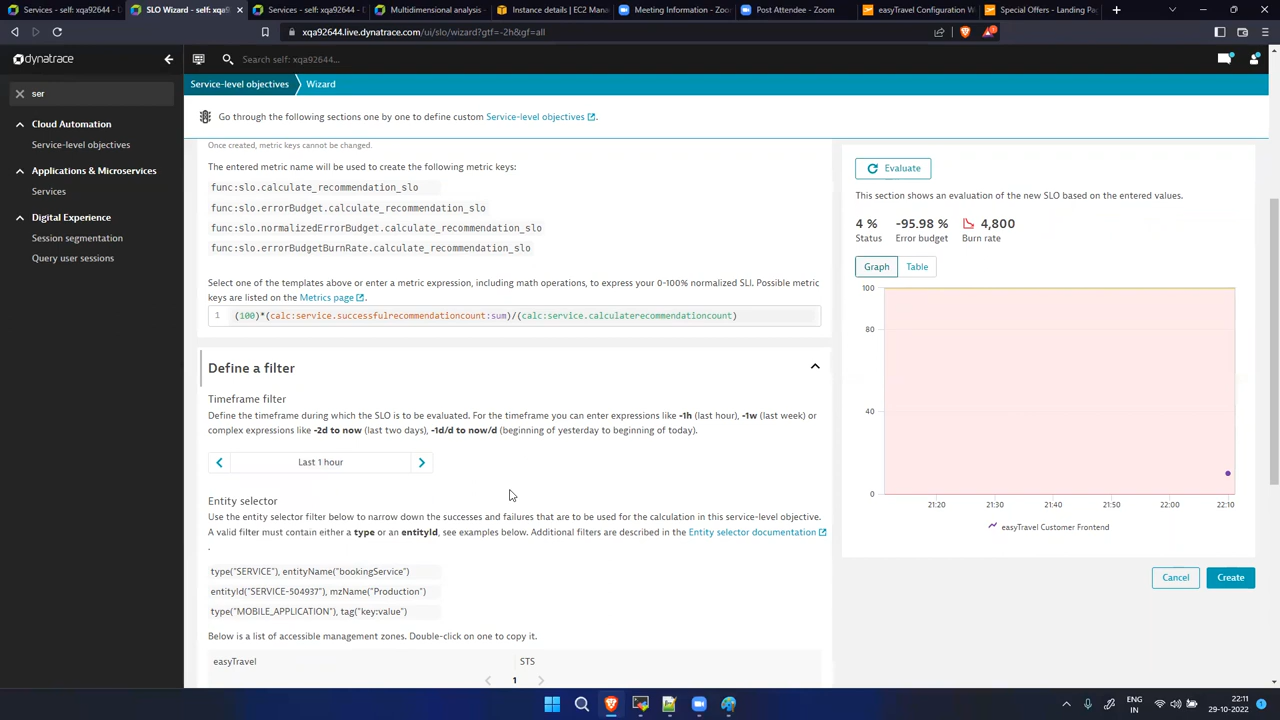 Services - xqa92644 - D
SLO Wizard - self: xq
Services - xqa92644 - D
Multidimensional analysis -
Instance details | EC2 Man
Meeting Information - Zoo
Post Attendee - Zoom
easyTravel Configuration W
Special Offers - Landing Pa
xqa92644.live.dynatrace.com/ui/slo/wizard?gtf=-2h&gf=all
dynatrace
Search self: xqa92644...
Service-level objectives
Wizard
ser
Cloud Automation
Service-level objectives
Applications & Microservices
Services
Digital Experience
Session segmentation
Query user sessions
Go through the following sections one by one to define custom Service-level objectives.
Once created, metric keys cannot be changed.
The entered metric name will be used to create the following metric keys:
func:slo.calculate_recommendation_slo
func:slo.errorBudget.calculate_recommendation_slo
func:slo.normalizedErrorBudget.calculate_recommendation_slo
func:slo.errorBudgetBurnRate.calculate_recommendation_slo
Select one of the templates above or enter a metric expression, including math operations, to express your 0-100% normalized SLI. Possible metric
keys are listed on the Metrics page.
1 (100)*(calc:service.successfulrecommendationcount:sum)/(calc:service.calculaterecommendationcount)
Define a filter
Timeframe filter
Define the timeframe during which the SLO is to be evaluated. For the timeframe you can enter expressions like -1h (last hour), -1w (last week) or
complex expressions like -2d to now (last two days), -1d/d to now/d (beginning of yesterday to beginning of today).
Last 1 hour
Entity selector
Use the entity selector filter below to narrow down the successes and failures that are to be used for the calculation in this service-level objective.
A valid filter must contain either a type or an entityId, see examples below. Additional filters are described in the Entity selector documentation
.
type("SERVICE"), entityName("bookingService")
entityId("SERVICE-504937"), mzName("Production")
type("MOBILE_APPLICATION"), tag("key:value")
Below is a list of accessible management zones. Double-click on one to copy it.
easyTravel
STS
1
Evaluate
This section shows an evaluation of the new SLO based on the entered values.
4 %
-95.98 %
4,800
Status
Error budget
Burn rate
Graph
Table
100
80
40
0
21:20
21:30
21:40
21:50
22:00
22:10
easyTravel Customer Frontend
Cancel
Create
ENG
IN
22:11
29-10-2022
1